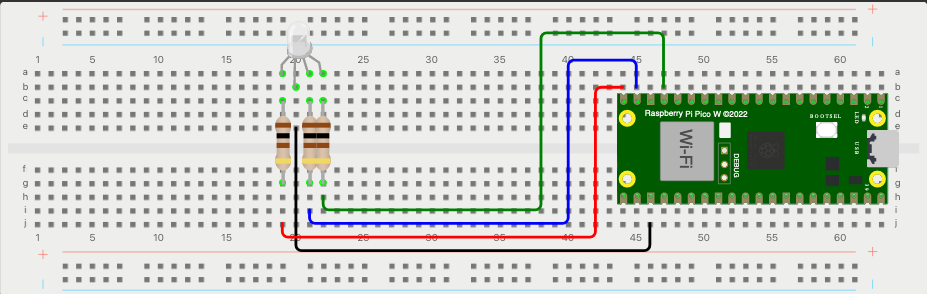 + +
| |
1 5 10 15 20 25 30 35 40 45 50 55 60
a a
b b
c c
d d
e e
Raspberry Pi Pico W ©2022
BOOTSEL
LED
USB
Wi-Fi
DEBUG
f
g g
h h
i i
j j
1 5 10 15 20 25 30 35 40 45 50 55 60
+ +
| |